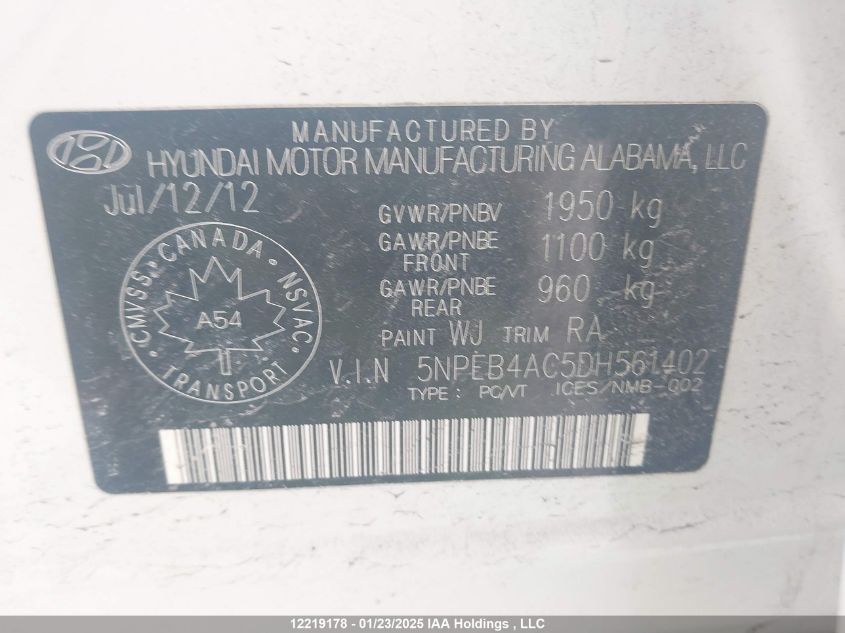 MANUFACTURED BY
HYUNDAI MOTOR MANUFACTURING ALABAMA, LLC
Jul/12/12
GVWR/PNBV 1950 kg
GAWR/PNBE FRONT 1100 kg
GAWR/PNBE REAR 960 kg
PAINT WJ TRIM RA
V.I.N 5NPEB4AC5DH561402
TYPE : PC/VT ICES/NMB-002
CANADA
CMVSS NSVAC
A54
TRANSPORT
12219178 - 01/23/2025 IAA Holdings , LLC